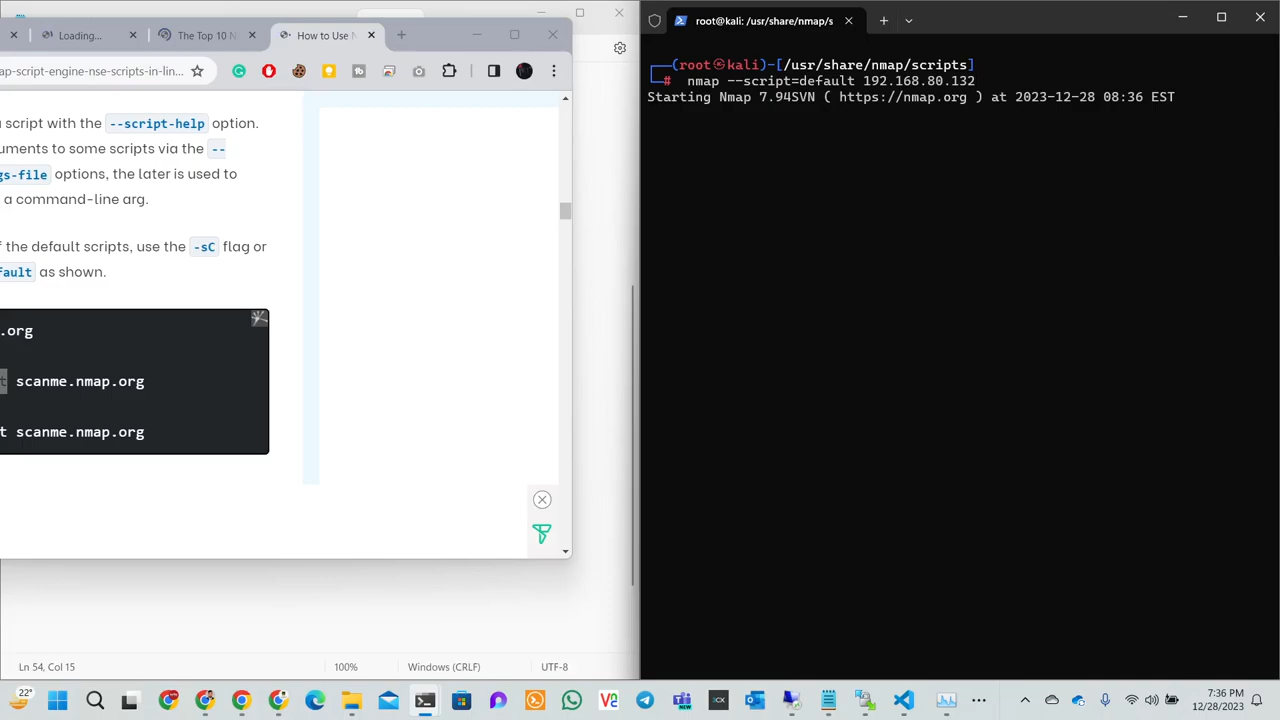 Lo
The Top 10 N
How to Use N
ap-script-engine-use-scripts-in-lin...
a script with the --script-help option.
uments to some scripts via the --
gs-file options, the later is used to
a command-line arg.
f the default scripts, use the -sC flag or
fault as shown.
.org
t scanme.nmap.org
t scanme.nmap.org
Ln 54, Col 15
100%
Windows (CRLF)
UTF-8
root@kali: /usr/share/nmap/s
┌──(root㉿kali)-[/usr/share/nmap/scripts]
└─# nmap --script=default 192.168.80.132
Starting Nmap 7.94SVN ( https://nmap.org ) at 2023-12-28 08:36 EST
22°
NEW
7:36 PM
12/28/2023